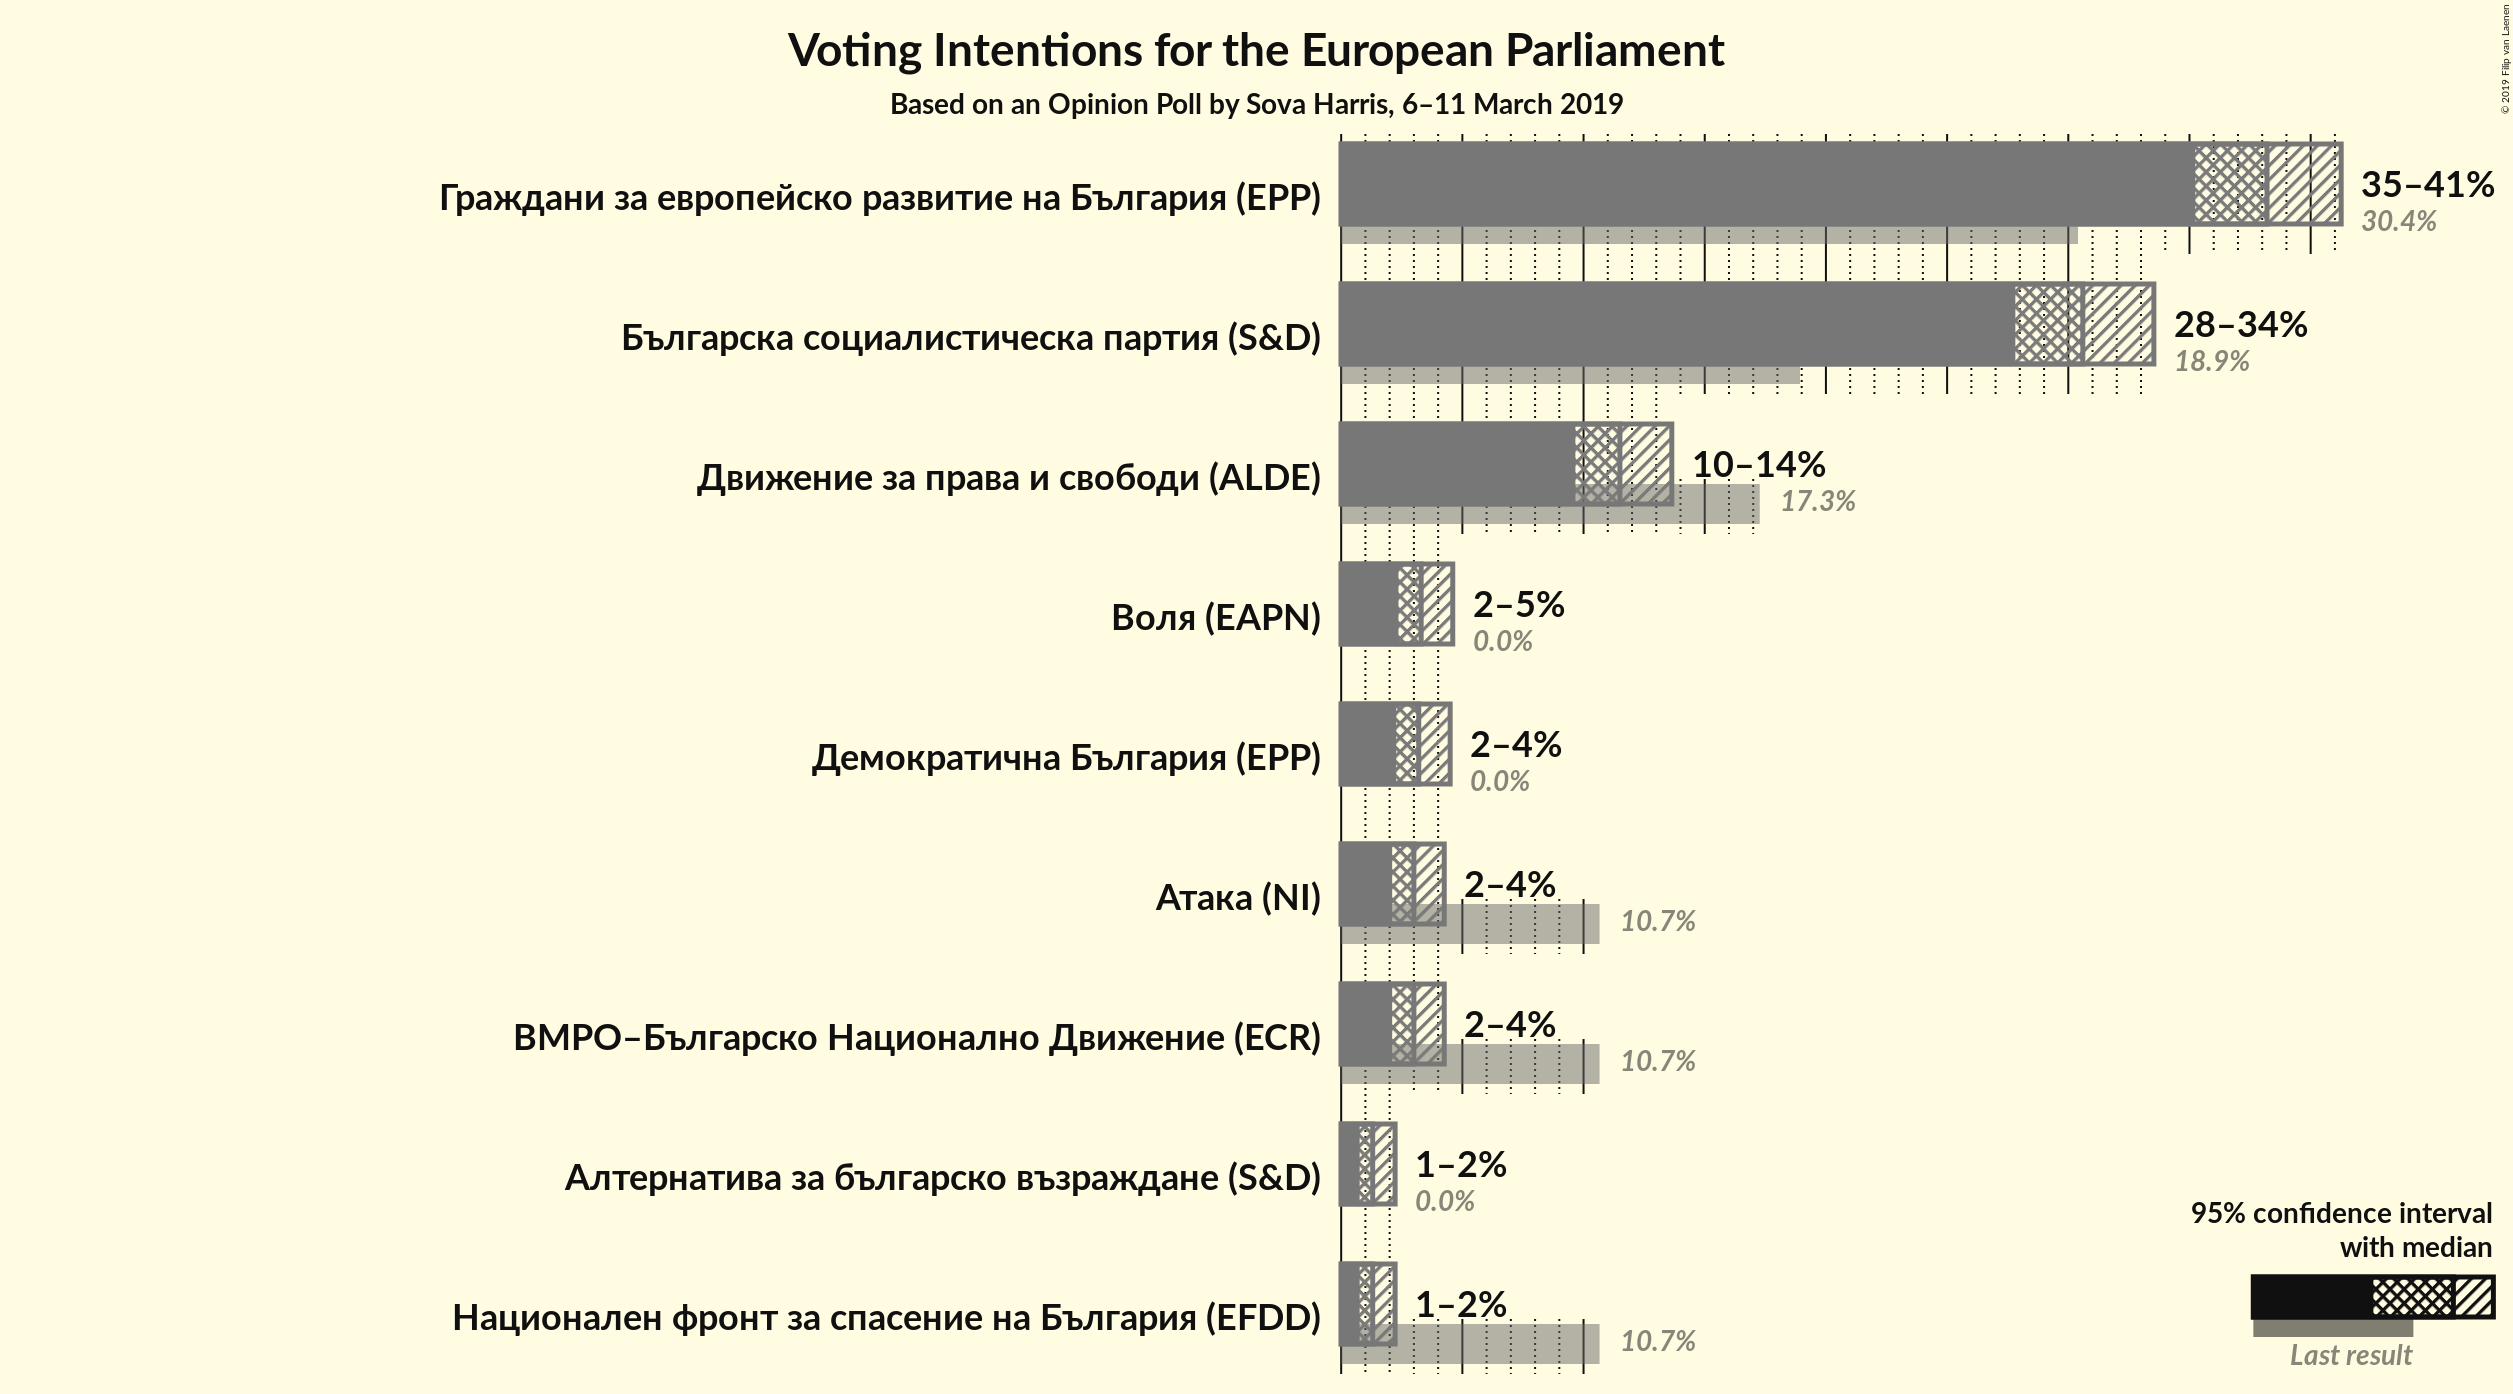 Voting Intentions for the European Parliament
Based on an Opinion Poll by Sova Harris, 6–11 March 2019
© 2019 Filip van Laenen
Граждани за европейско развитие на България (EPP)
35–41%
30.4%
Българска социалистическа партия (S&D)
28–34%
18.9%
Движение за права и свободи (ALDE)
10–14%
17.3%
Воля (EAPN)
2–5%
0.0%
Демократична България (EPP)
2–4%
0.0%
Атака (NI)
2–4%
10.7%
ВМРО–Българско Национално Движение (ECR)
2–4%
10.7%
Алтернатива за българско възраждане (S&D)
1–2%
0.0%
Национален фронт за спасение на България (EFDD)
1–2%
10.7%
95% confidence interval
with median
Last result